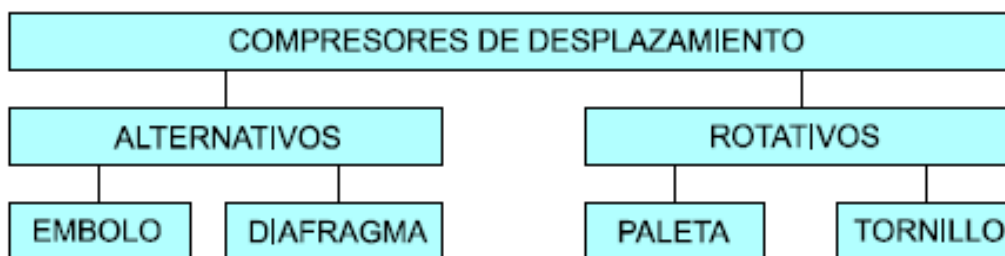 COMPRESORES DE DESPLAZAMIENTO
ALTERNATIVOS
ROTATIVOS
EMBOLO
DIAFRAGMA
PALETA
TORNILLO